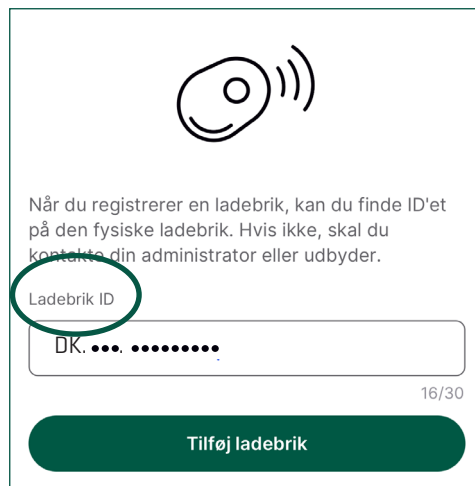 Når du registrerer en ladebrik, kan du finde ID'et
på den fysiske ladebrik. Hvis ikke, skal du
kontakte din administrator eller udbyder.
Ladebrik ID
DK. •••. •••••••••
16/30
Tilføj ladebrik